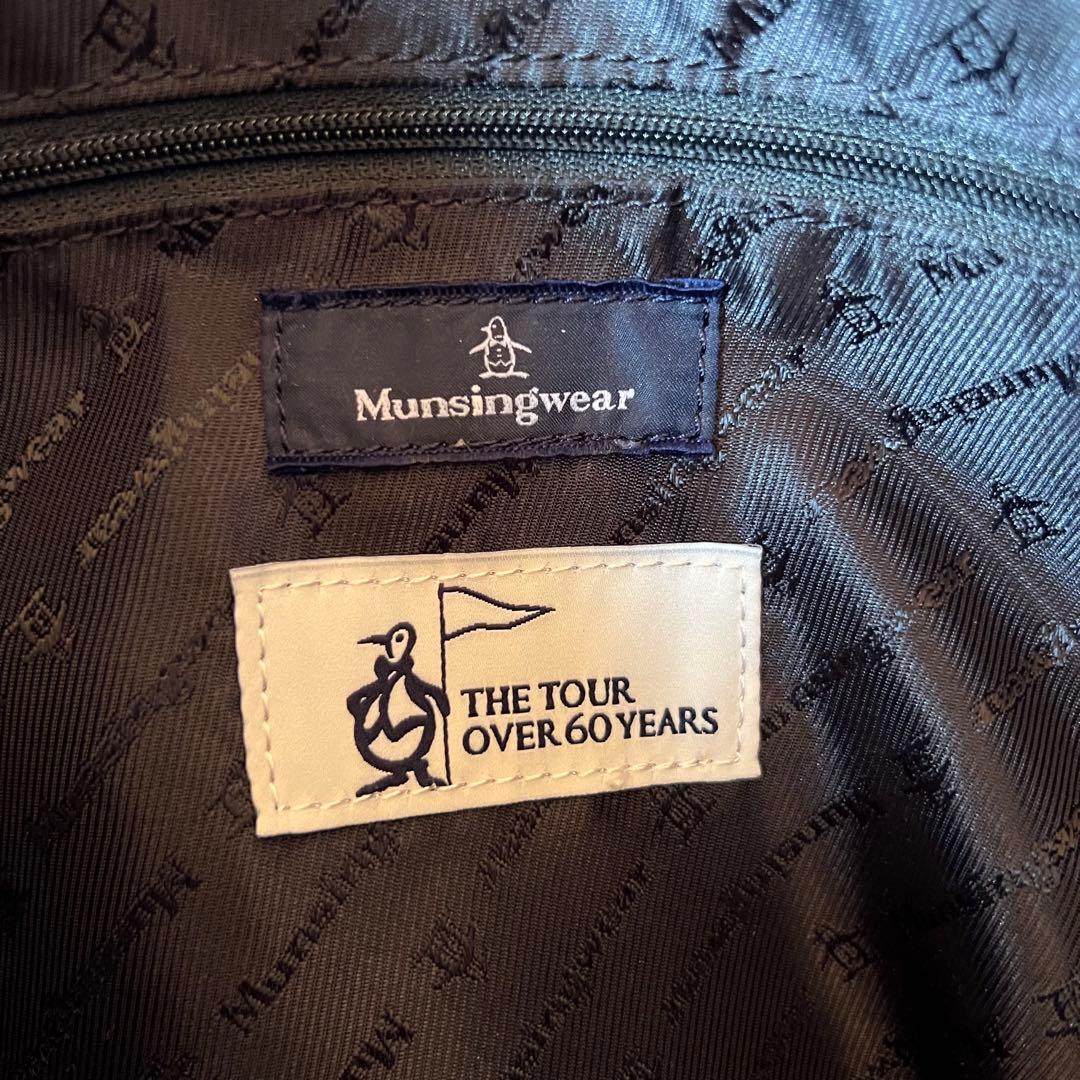 Munsingwear
THE TOUR
OVER 60 YEARS